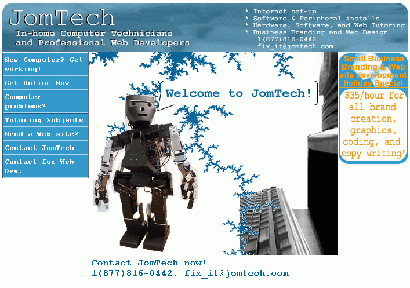 JomTech
In-home Computer Technicians
and Professional Web Developers
* Internet set-up
* Software & Peripheral installs
* Hardware, Software, and Web Tutoring
* Business Branding and Web Design
1(877)816-0442
fix_it@jomtech.com
New Computer? Get
working!
Get Online Now
Computer
problems?
Tutoring Subjects
Need a Web site?
Contact JomTech
Contact for Web
Dev.
Welcome to JomTech!
Small Business
Branding & Web
site development
Holiday Special
$35/hour for
all brand
creation,
graphics,
coding, and
copy writing!
Contact JomTech now!
1(877)816-0442. fix_it@jomtech.com